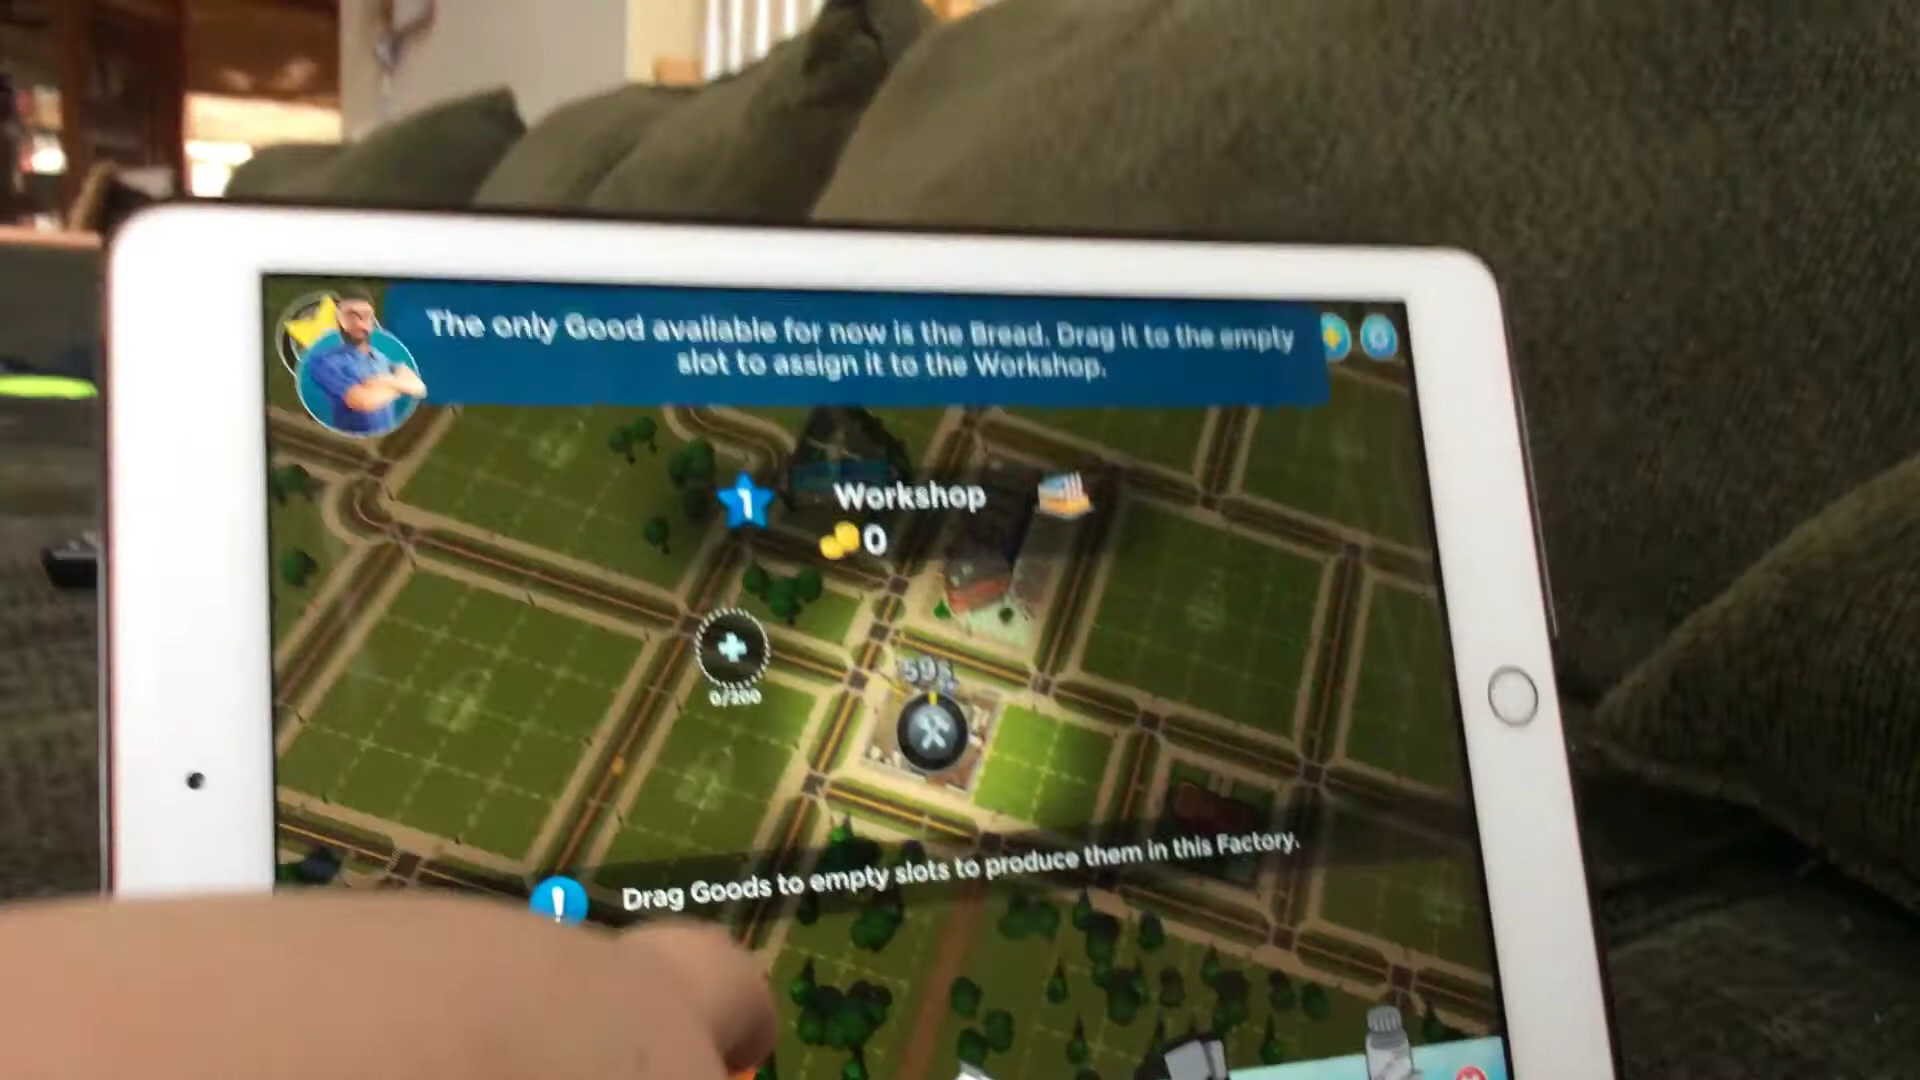 The only Good available for now is the Bread. Drag it to the empty
slot to assign it to the Workshop.
1
Workshop
0
0/200
59s
!
Drag Goods to empty slots to produce them in this Factory.